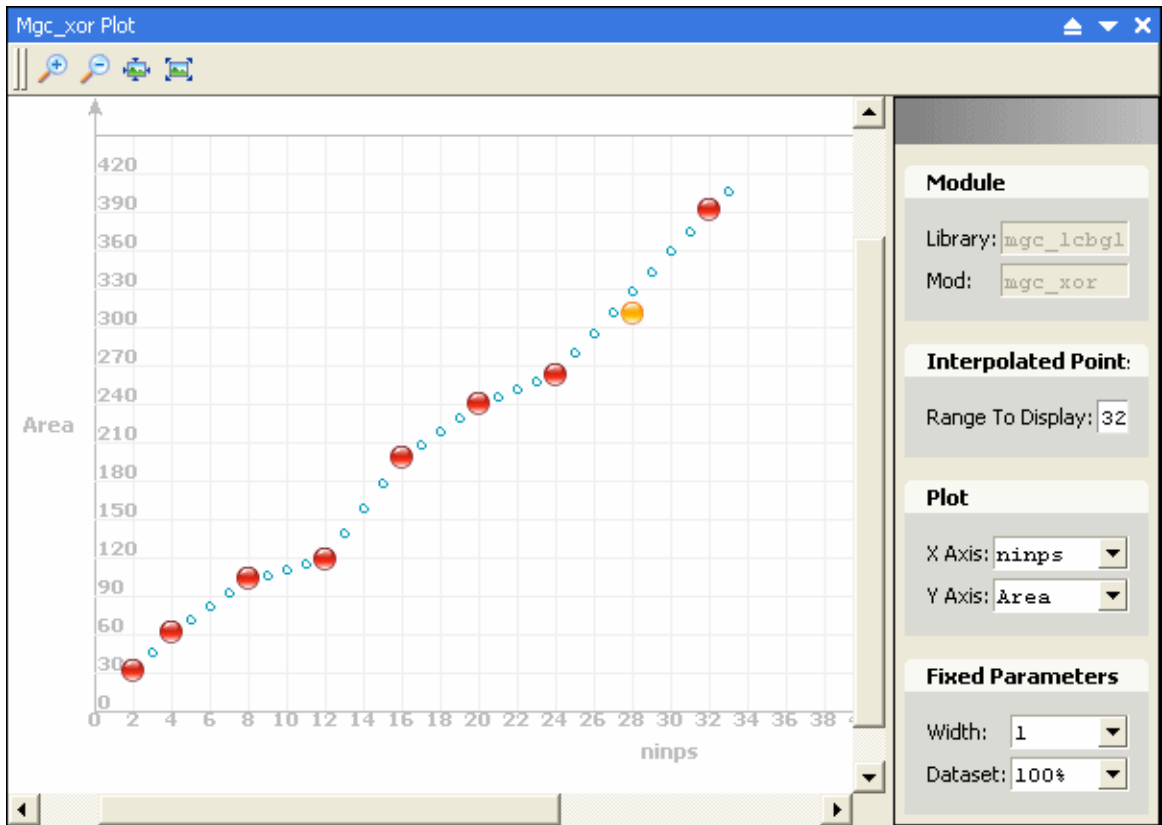 Mgc_xor Plot
420
390
360
330
300
270
240
210
180
150
120
90
60
30
0
Area
0 2 4 6 8 10 12 14 16 18 20 22 24 26 28 30 32 34 36 38
ninps
Module
Library: mgc_lcbgl
Mod: mgc_xor
Interpolated Point:
Range To Display: 32
Plot
X Axis: ninps
Y Axis: Area
Fixed Parameters
Width: 1
Dataset: 100%